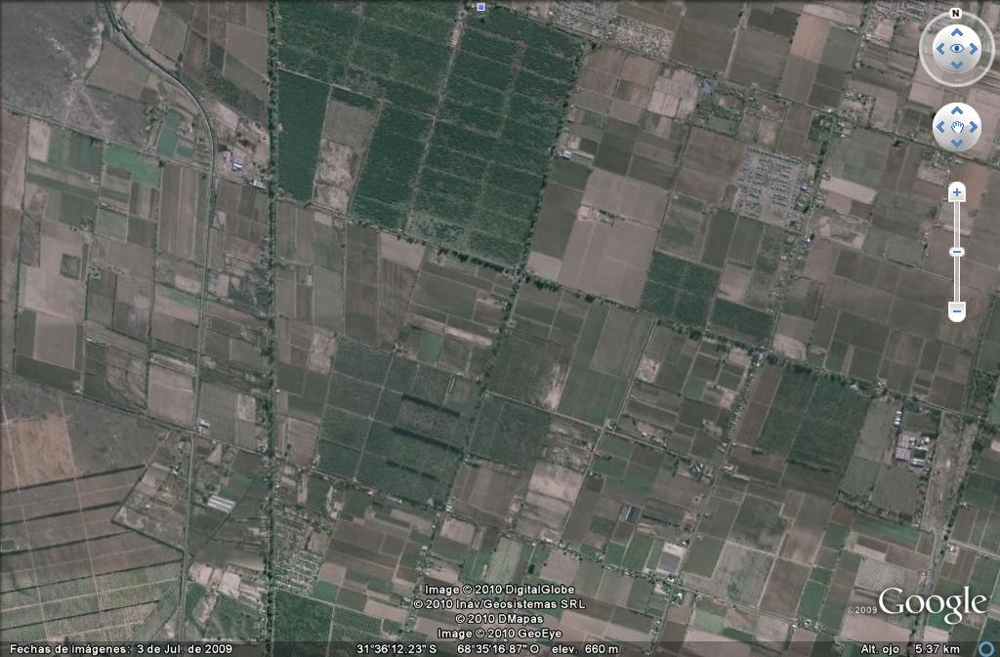 N
Image © 2010 DigitalGlobe
© 2010 Inav/Geosistemas SRL
© 2010 DMapas
Image © 2010 GeoEye
©2009 Google
Fechas de imágenes: 3 de Jul. de 2009 31°36'12.23" S 68°35'16.87" O elev. 660 m Alt. ojo 5.37 km